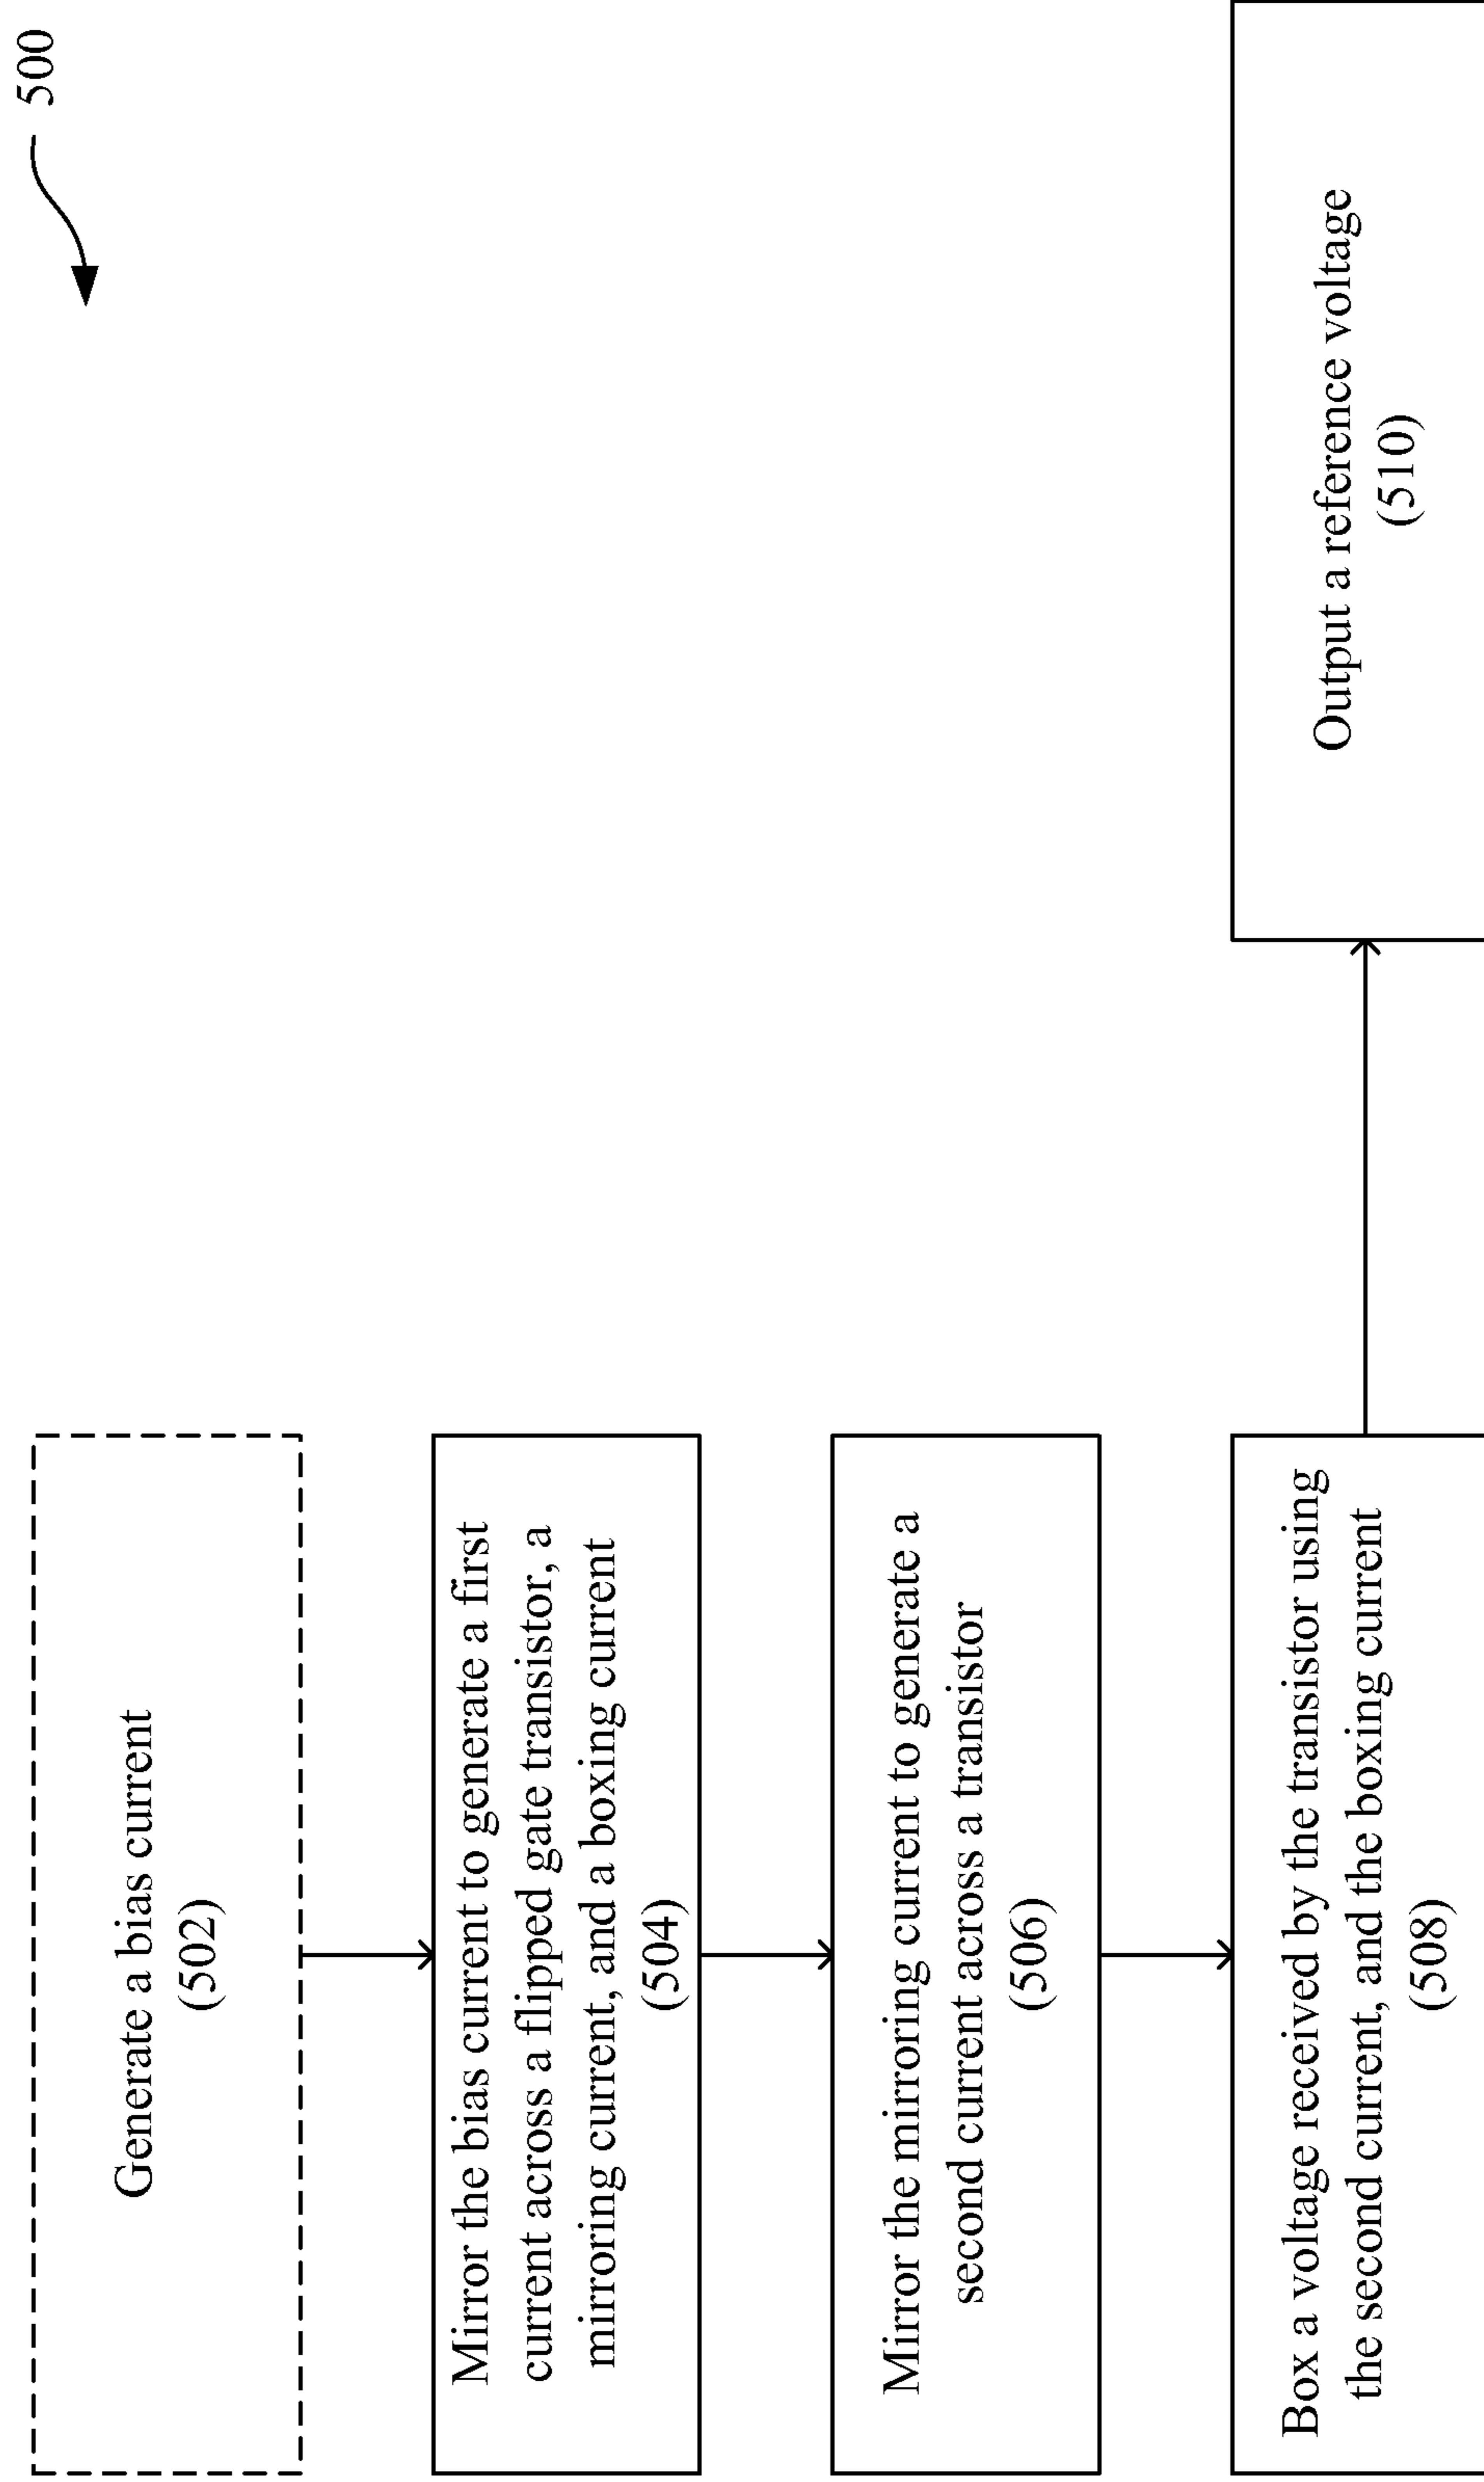 500
Generate a bias current
(502)
Mirror the bias current to generate a first
current across a flipped gate transistor, a
mirroring current, and a boxing current
(504)
Mirror the mirroring current to generate a
second current across a transistor
(506)
Box a voltage received by the transistor using
the second current, and the boxing current
(508)
Output a reference voltage
(510)